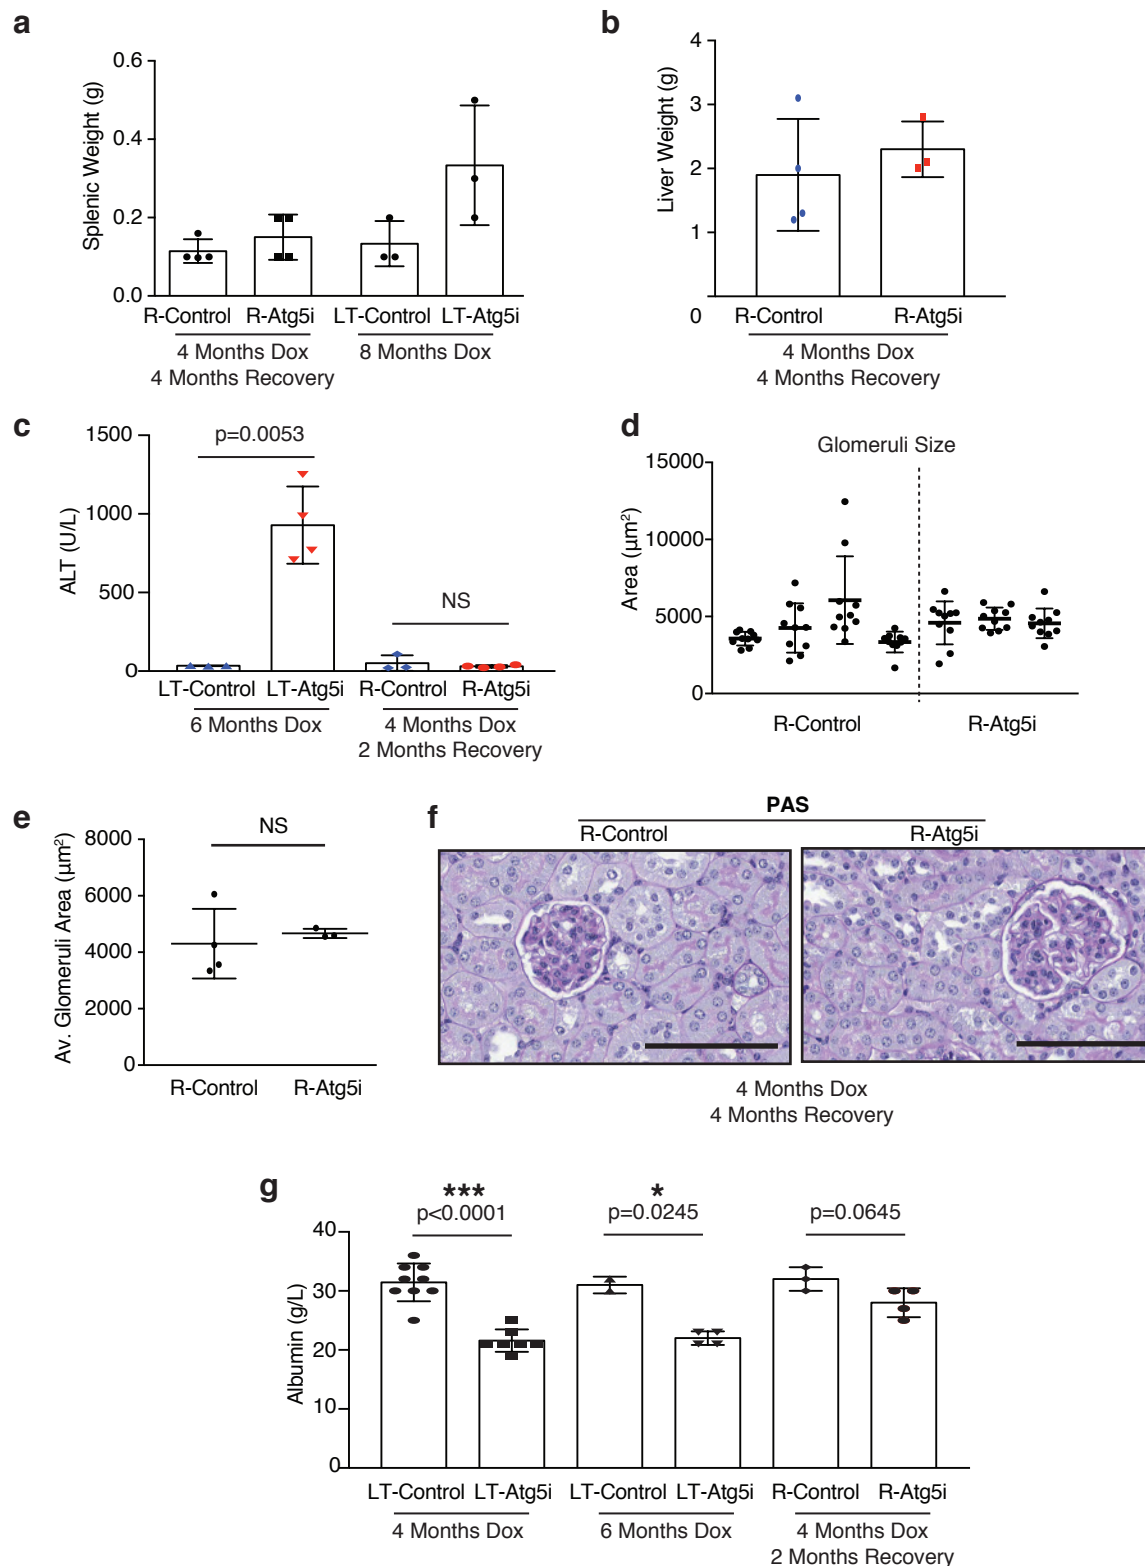 a
Splenic Weight (g)
0.6
0.4
0.2
0.0
R-Control R-Atg5i LT-Control LT-Atg5i
4 Months Dox
4 Months Recovery
8 Months Dox
b
Liver Weight (g)
4
3
2
1
0
R-Control R-Atg5i
4 Months Dox
4 Months Recovery
c
ALT (U/L)
1500
1000
500
0
p=0.0053
NS
LT-Control LT-Atg5i R-Control R-Atg5i
6 Months Dox
4 Months Dox
2 Months Recovery
d
Glomeruli Size
Area (µm²)
15000
10000
5000
0
R-Control R-Atg5i
e
Av. Glomeruli Area (µm²)
8000
6000
4000
2000
0
NS
R-Control R-Atg5i
f
PAS
R-Control R-Atg5i
4 Months Dox
4 Months Recovery
g
Albumin (g/L)
40
30
20
10
0
***
p<0.0001
*
p=0.0245
p=0.0645
LT-Control LT-Atg5i LT-Control LT-Atg5i R-Control R-Atg5i
4 Months Dox
6 Months Dox
4 Months Dox
2 Months Recovery